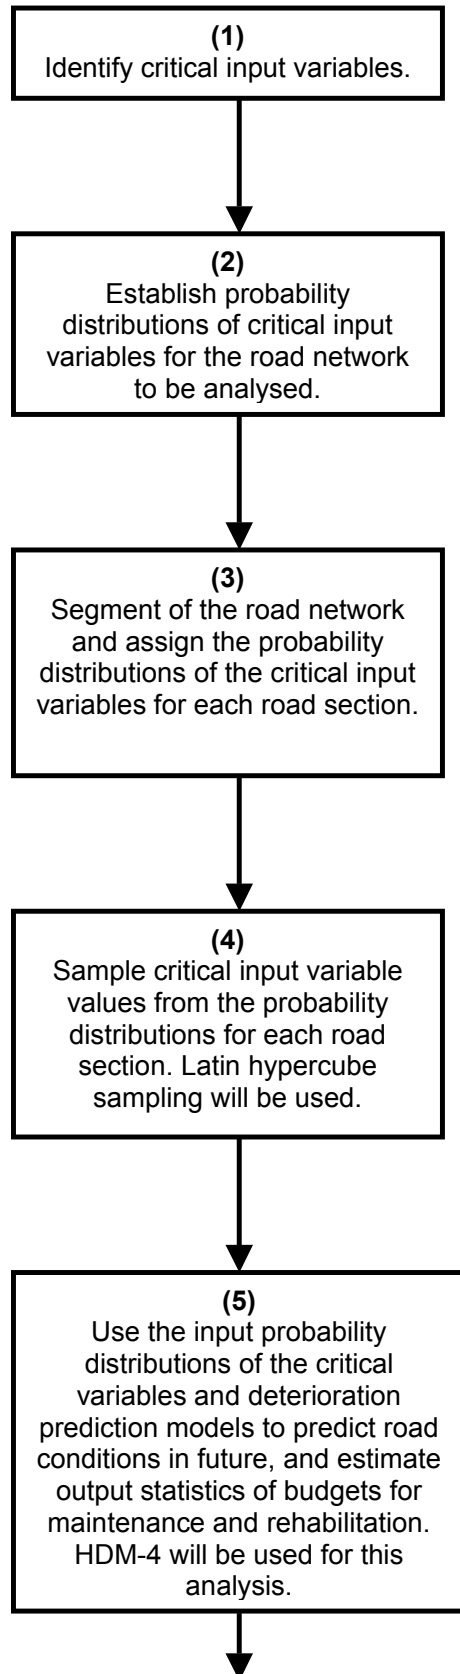 (1)
Identify critical input variables.
(2)
Establish probability
distributions of critical input
variables for the road network
to be analysed.
(3)
Segment of the road network
and assign the probability
distributions of the critical input
variables for each road section.
(4)
Sample critical input variable
values from the probability
distributions for each road
section. Latin hypercube
sampling will be used.
(5)
Use the input probability
distributions of the critical
variables and deterioration
prediction models to predict road
conditions in future, and estimate
output statistics of budgets for
maintenance and rehabilitation.
HDM-4 will be used for this
analysis.